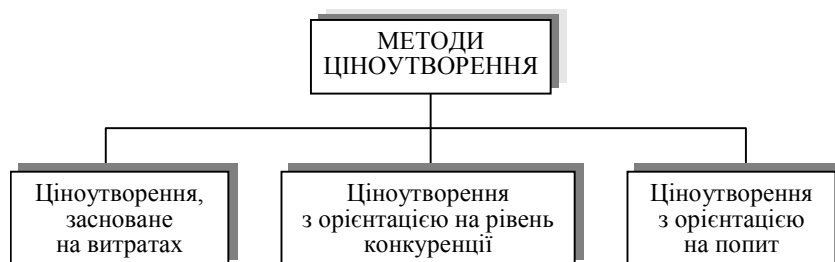 МЕТОДИ
ЦІНОУТВОРЕННЯ
Ціноутворення,
засноване
на витратах
Ціноутворення
з орієнтацією на рівень
конкуренції
Ціноутворення
з орієнтацією
на попит